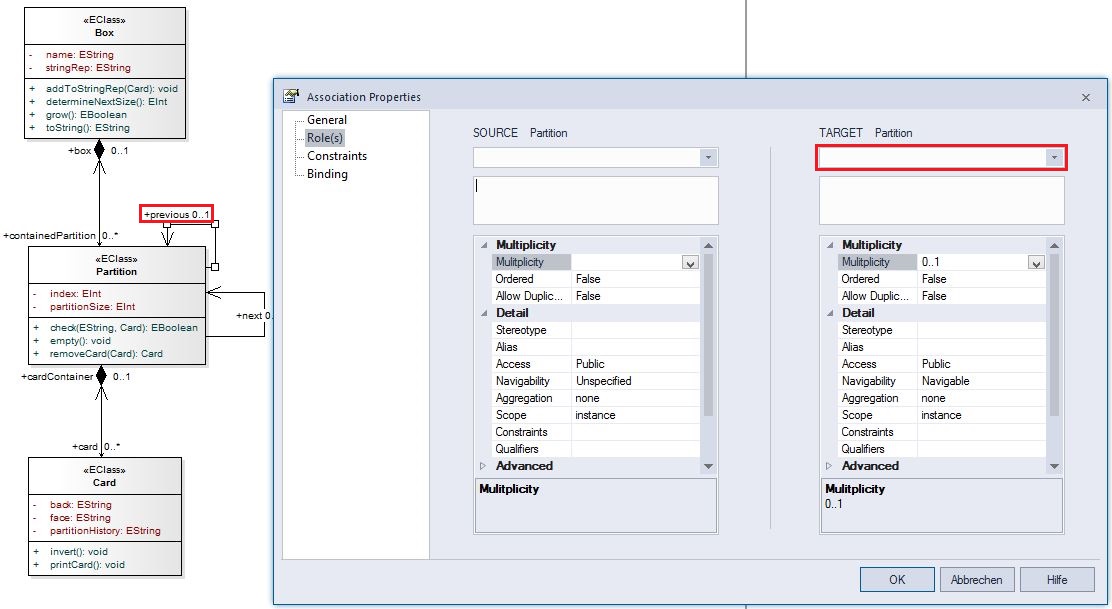 «EClass»
Box
- name: EString
- stringRep: EString
+ addToStringRep(Card): void
+ determineNextSize(): EInt
+ grow(): EBoolean
+ toString(): EString
+box 0..1
+previous 0..1
+containedPartition 0..*
«EClass»
Partition
- index: EInt
- partitionSize: EInt
+ check(EString, Card): EBoolean
+ empty(): void
+ removeCard(Card): Card
+next 0.
+cardContainer 0..1
+card 0..*
«EClass»
Card
- back: EString
- face: EString
- partitionHistory: EString
+ invert(): void
+ printCard(): void
Association Properties
General
Role(s)
Constraints
Binding
SOURCE Partition
Multiplicity
Mulitplicity
Ordered False
Allow Duplic... False
Detail
Stereotype
Alias
Access Public
Navigability Unspecified
Aggregation none
Scope instance
Constraints
Qualifiers
Advanced
Mulitplicity
TARGET Partition
Multiplicity
Mulitplicity 0..1
Ordered False
Allow Duplic... False
Detail
Stereotype
Alias
Access Public
Navigability Navigable
Aggregation none
Scope instance
Constraints
Qualifiers
Advanced
Mulitplicity
0..1
OK
Abbrechen
Hilfe